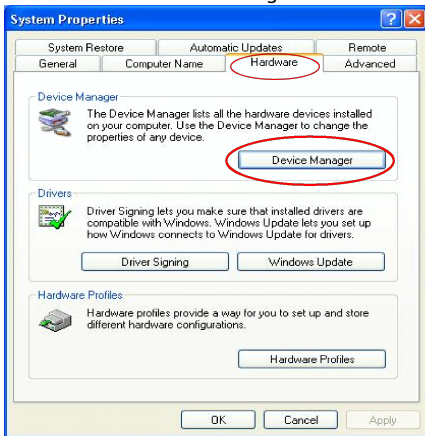 System Properties
System Restore Automatic Updates Remote
General Computer Name Hardware Advanced
Device Manager
The Device Manager lists all the hardware devices installed
on your computer. Use the Device Manager to change the
properties of any device.
Device Manager
Drivers
Driver Signing lets you make sure that installed drivers are
compatible with Windows. Windows Update lets you set up
how Windows connects to Windows Update for drivers.
Driver Signing Windows Update
Hardware Profiles
Hardware profiles provide a way for you to set up and store
different hardware configurations.
Hardware Profiles
OK Cancel Apply